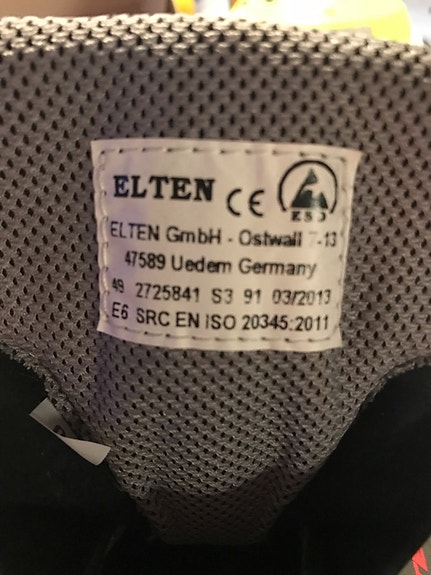 ELTEN CE ESD
ELTEN GmbH - Ostwall 7-13
47589 Uedem Germany
49 2725841 S3 91 03/2013
E6 SRC EN ISO 20345:2011